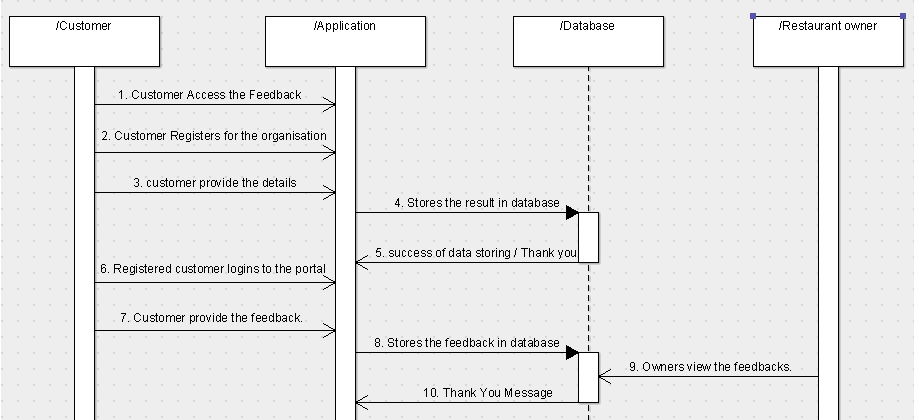 /Customer
/Application
/Database
/Restaurant owner
1. Customer Access the Feedback
2. Customer Registers for the organisation
3. customer provide the details
4. Stores the result in database
5. success of data storing / Thank you
6. Registered customer logins to the portal
7. Customer provide the feedback.
8. Stores the feedback in database
9. Owners view the feedbacks.
10. Thank You Message